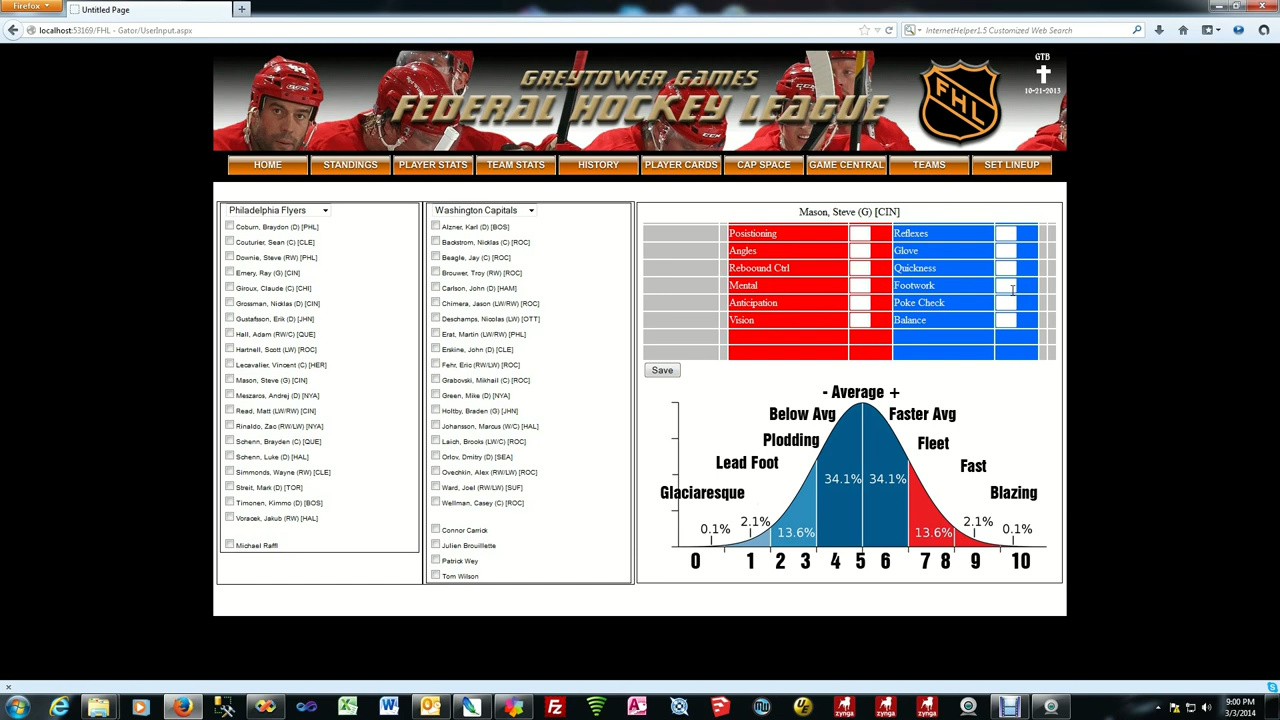 Firefox
Untitled Page
localhost:53169/FHL - Gator/UserInput.aspx
InternetHelper1.5 Customized Web Search
GREYTOWER GAMES
FEDERAL HOCKEY LEAGUE
FHL
GTB
10-21-2013
HOME STANDINGS PLAYER STATS TEAM STATS HISTORY PLAYER CARDS CAP SPACE GAME CENTRAL TEAMS SET LINEUP
Philadelphia Flyers
Coburn, Braydon (D) [PHL]
Couturier, Sean (C) [CLE]
Downie, Steve (RW) [PHL]
Emery, Ray (G) [CIN]
Giroux, Claude (C) [CHI]
Grossman, Nicklas (D) [CIN]
Gustafsson, Erik (D) [JHN]
Hall, Adam (RW/C) [QUE]
Hartnell, Scott (LW) [ROC]
Lecavalier, Vincent (C) [HER]
Mason, Steve (G) [CIN]
Meszaros, Andrej (D) [NYA]
Read, Matt (LW/RW) [CIN]
Rinaldo, Zac (RW/LW) [NYA]
Schenn, Brayden (C) [QUE]
Schenn, Luke (D) [HAL]
Simmonds, Wayne (RW) [CLE]
Streit, Mark (D) [TOR]
Timonen, Kimmo (D) [BOS]
Voracek, Jakub (RW) [HAL]
Michael Raffl
Washington Capitals
Alzner, Karl (D) [BOS]
Backstrom, Nicklas (C) [ROC]
Beagle, Jay (C) [ROC]
Brouwer, Troy (RW) [ROC]
Carlson, John (D) [HAM]
Chimera, Jason (LW/RW) [ROC]
Deschamps, Nicolas (LW) [OTT]
Erat, Martin (LW/RW) [PHL]
Erskine, John (D) [CLE]
Fehr, Eric (RW/LW) [ROC]
Grabovski, Mikhail (C) [ROC]
Green, Mike (D) [NYA]
Holtby, Braden (G) [JHN]
Johansson, Marcus (W/C) [HAL]
Laiich, Brooks (LW/C) [ROC]
Orlov, Dmitry (D) [SEA]
Ovechkin, Alex (RW/LW) [ROC]
Ward, Joel (RW/LW) [SUF]
Wellman, Casey (C) [ROC]
Connor Carrick
Julien Brouillette
Patrick Wey
Tom Wilson
Mason, Steve (G) [CIN]
Posistioning Reflexes
Angles Glove
Reboound Ctrl Quickness
Mental Footwork
Anticipation Poke Check
Vision Balance
Save
- Average +
Below Avg Faster Avg
Plodding Fleet
Lead Foot Fast
Glaciaresque Blazing
34.1% 34.1%
0.1% 2.1% 13.6% 13.6% 2.1% 0.1%
0 1 2 3 4 5 6 7 8 9 10
zynga zynga zynga
9:00 PM
3/3/2014